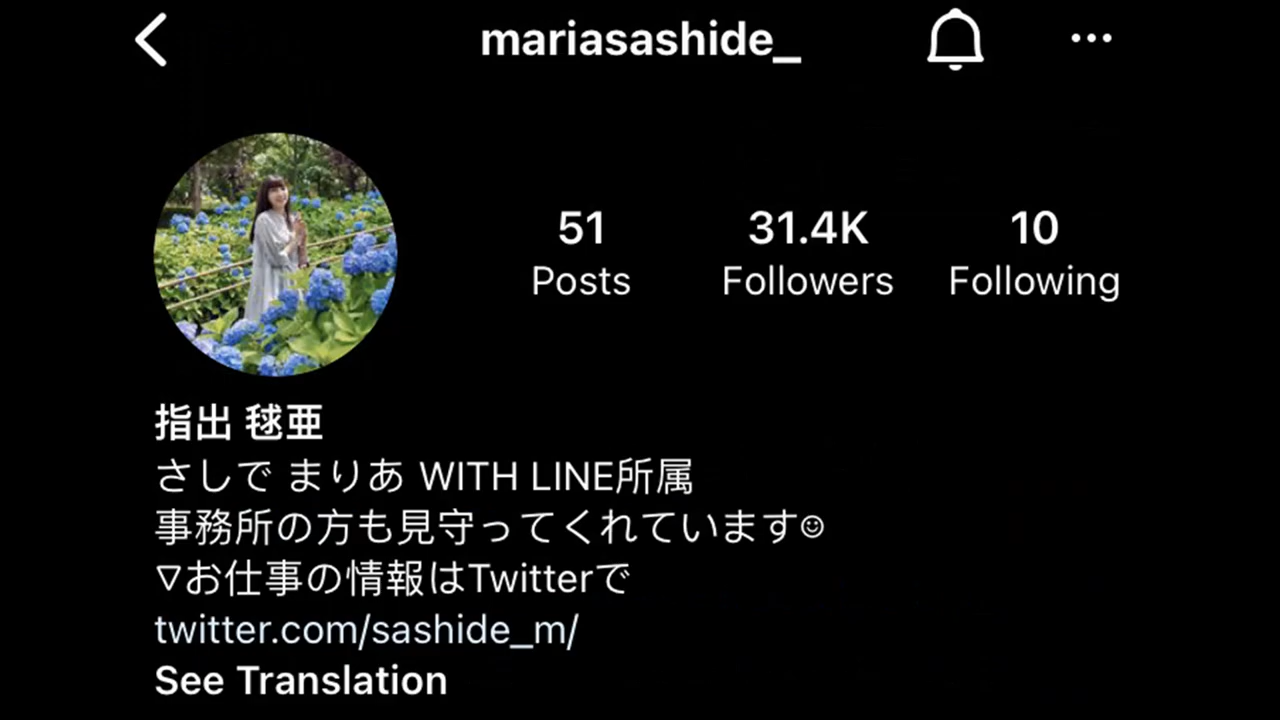 mariasashide_
51 31.4K 10
Posts Followers Following
指出 毬亜
さしで まりあ WITH LINE所属
事務所の方も見守ってくれています☺
▽お仕事の情報はTwitterで
twitter.com/sashide_m/
See Translation